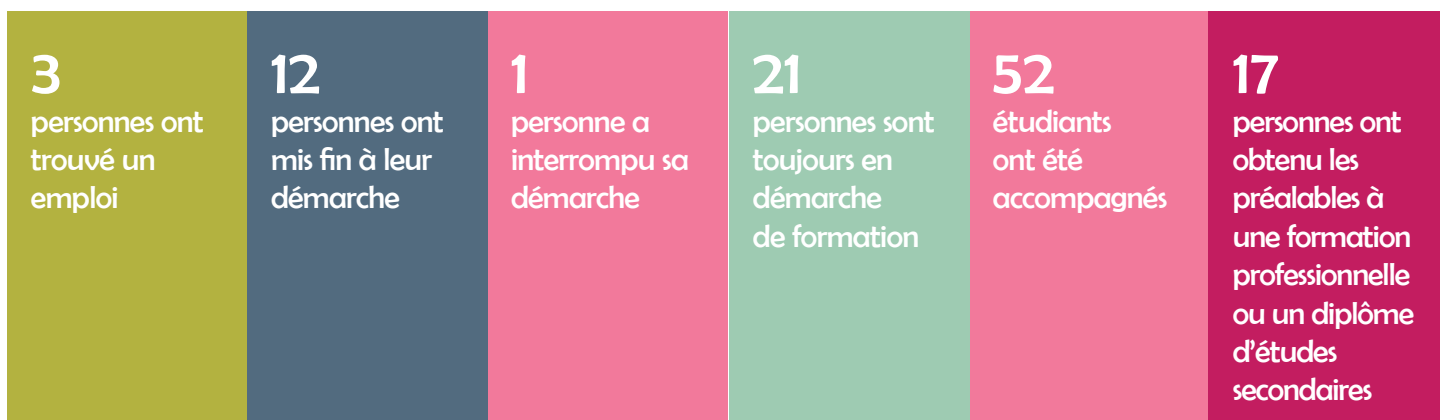 3
personnes ont
trouvé un
emploi
12
personnes ont
mis fin à leur
démarche
1
personne a
interrompu sa
démarche
21
personnes sont
toujours en
démarche
de formation
52
étudiants
ont été
accompagnés
17
personnes ont
obtenu les
préalables à
une formation
professionnelle
ou un diplôme
d'études
secondaires